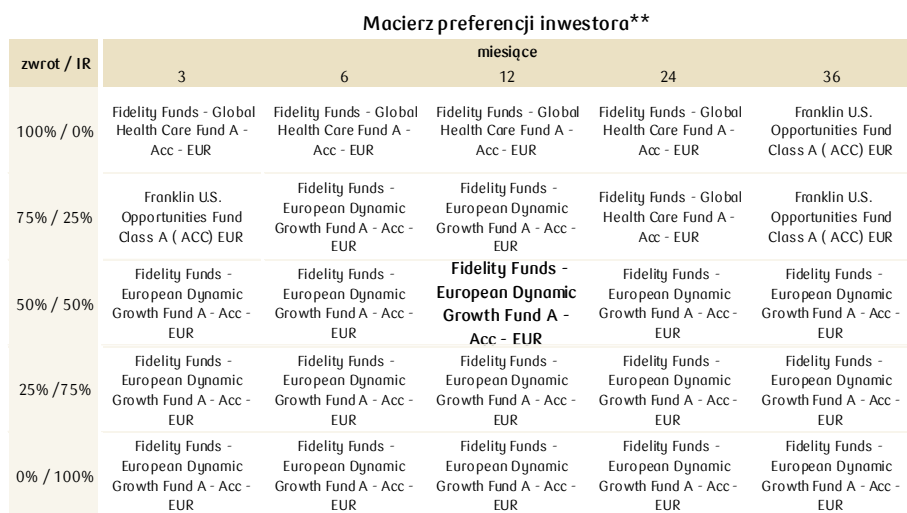 Macierz preferencji inwestora**
zwrot / IR
miesiące
3 6 12 24 36
100% / 0%
Fidelity Funds - Global
Health Care Fund A -
Acc - EUR
Fidelity Funds - Global
Health Care Fund A -
Acc - EUR
Fidelity Funds - Global
Health Care Fund A -
Acc - EUR
Fidelity Funds - Global
Health Care Fund A -
Acc - EUR
Franklin U.S.
Opportunities Fund
Class A ( ACC) EUR
75% / 25%
Franklin U.S.
Opportunities Fund
Class A ( ACC) EUR
Fidelity Funds -
European Dynamic
Growth Fund A - Acc -
EUR
Fidelity Funds -
European Dynamic
Growth Fund A - Acc -
EUR
Fidelity Funds - Global
Health Care Fund A -
Acc - EUR
Franklin U.S.
Opportunities Fund
Class A ( ACC) EUR
50% / 50%
Fidelity Funds -
European Dynamic
Growth Fund A - Acc -
EUR
Fidelity Funds -
European Dynamic
Growth Fund A - Acc -
EUR
Fidelity Funds -
European Dynamic
Growth Fund A -
Acc - EUR
Fidelity Funds -
European Dynamic
Growth Fund A - Acc -
EUR
Fidelity Funds -
European Dynamic
Growth Fund A - Acc -
EUR
25% /75%
Fidelity Funds -
European Dynamic
Growth Fund A - Acc -
EUR
Fidelity Funds -
European Dynamic
Growth Fund A - Acc -
EUR
Fidelity Funds -
European Dynamic
Growth Fund A - Acc -
EUR
Fidelity Funds -
European Dynamic
Growth Fund A - Acc -
EUR
Fidelity Funds -
European Dynamic
Growth Fund A - Acc -
EUR
0% / 100%
Fidelity Funds -
European Dynamic
Growth Fund A - Acc -
EUR
Fidelity Funds -
European Dynamic
Growth Fund A - Acc -
EUR
Fidelity Funds -
European Dynamic
Growth Fund A - Acc -
EUR
Fidelity Funds -
European Dynamic
Growth Fund A - Acc -
EUR
Fidelity Funds -
European Dynamic
Growth Fund A - Acc -
EUR